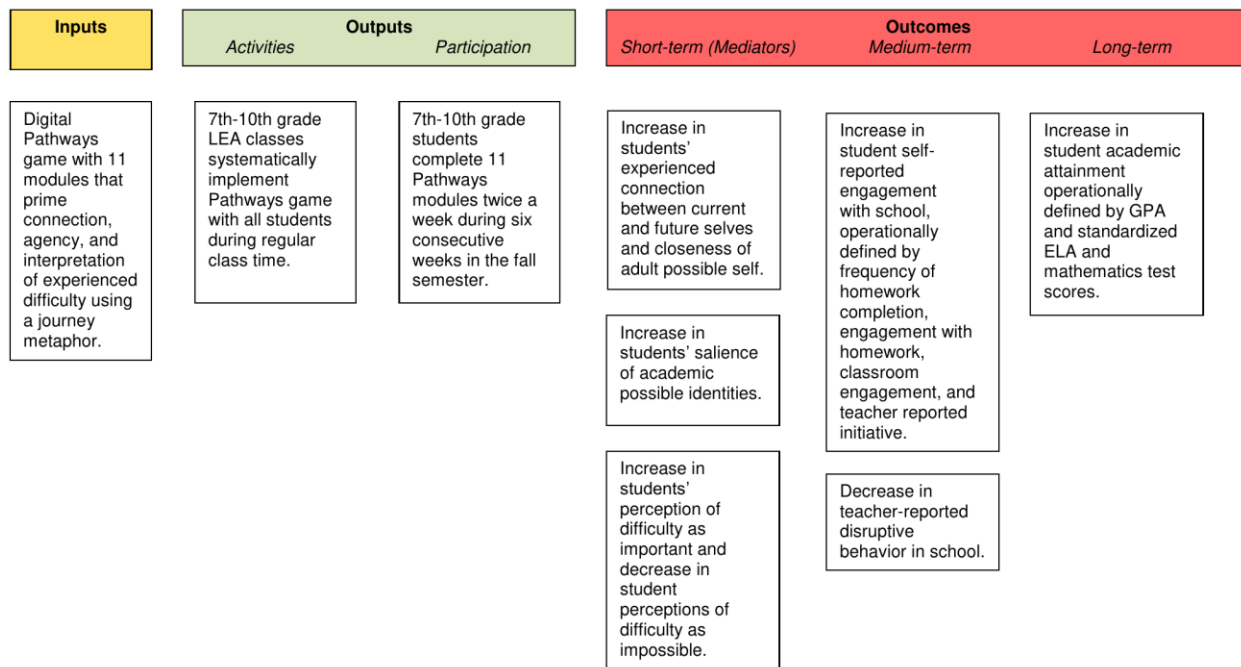 Inputs
Outputs
Activities
Participation
Outcomes
Short-term (Mediators)
Medium-term
Long-term
Digital
Pathways
game with 11
modules that
prime
connection,
agency, and
interpretation
of experienced
difficulty using
a journey
metaphor.
7th-10th grade
LEA classes
systematically
implement
Pathways game
with all students
during regular
class time.
7th-10th grade
students
complete 11
Pathways
modules twice a
week during six
consecutive
weeks in the fall
semester.
Increase in
students’
experienced
connection
between current
and future selves
and closeness of
adult possible self.
Increase in
students’ salience
of academic
possible identities.
Increase in
students’
perception of
difficulty as
important and
decrease in
student
perceptions of
difficulty as
impossible.
Increase in
student self-
reported
engagement
with school,
operationally
defined by
frequency of
homework
completion,
engagement with
homework,
classroom
engagement, and
teacher reported
initiative.
Decrease in
teacher-reported
disruptive
behavior in school.
Increase in
student academic
attainment
operationally
defined by GPA
and standardized
ELA and
mathematics test
scores.